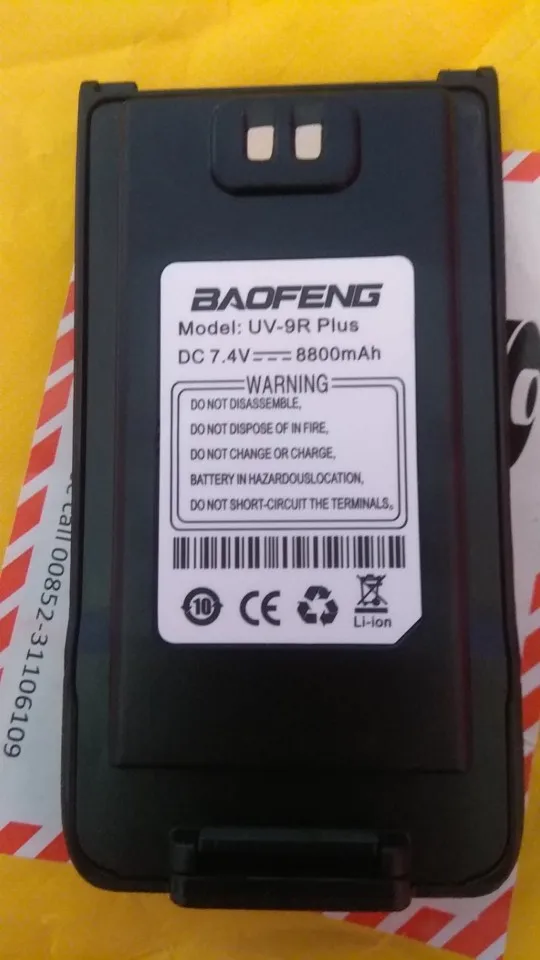 BAOFENG
Model: UV-9R Plus
DC 7.4V 8800mAh
WARNING
DO NOT DISASSEMBLE,
DO NOT DISPOSE OF IN FIRE,
DO NOT CHANGE OR CHARGE,
BATTERY IN HAZARDOUSLOCATION,
DO NOT SHORT-CIRCUIT THE TERMINALS.
10
CE
Li-ion
call 00852-31106109